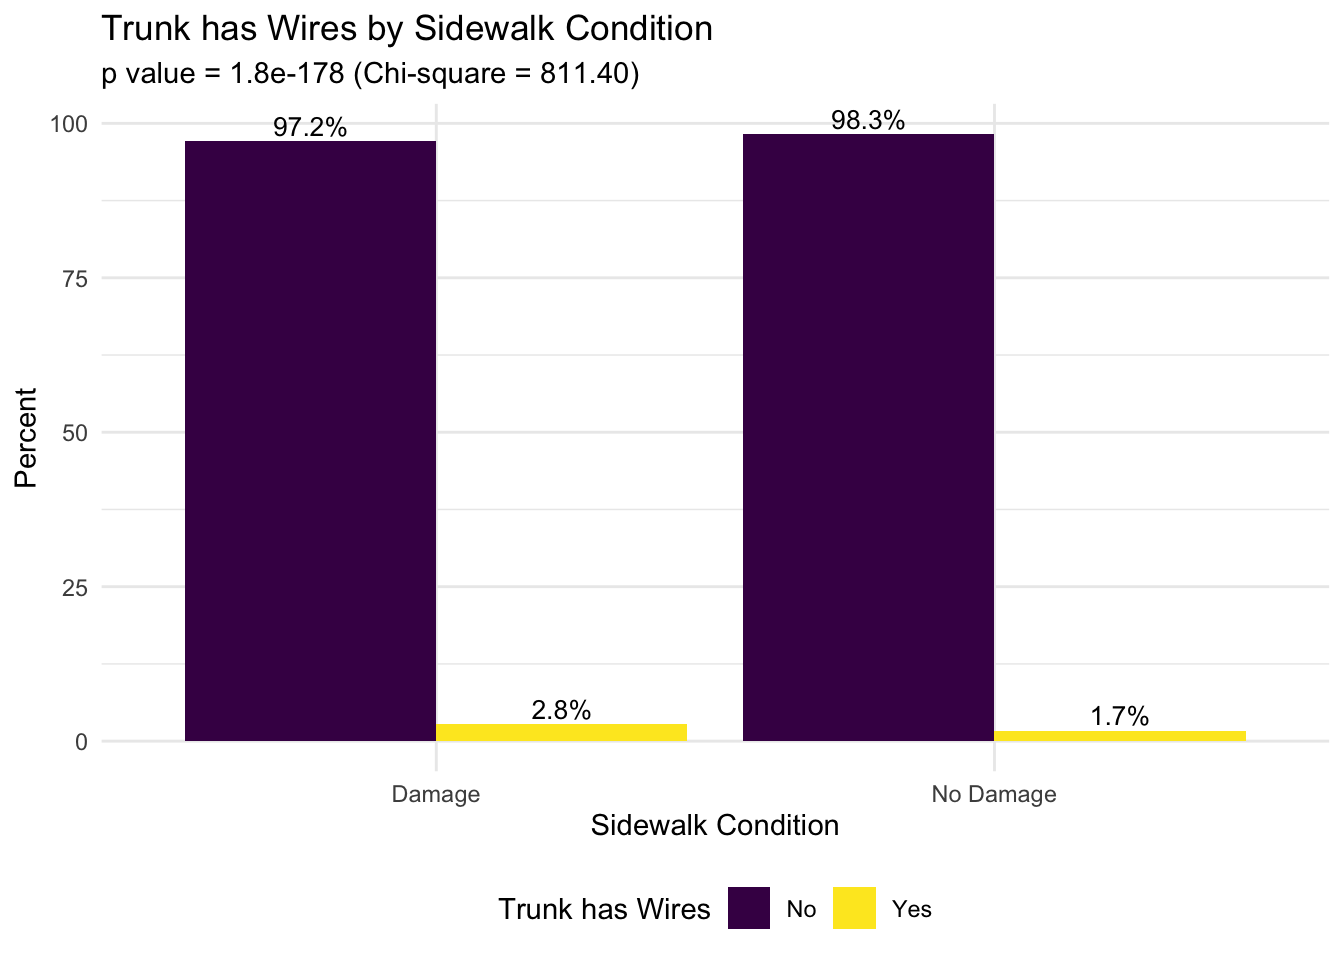 Trunk has Wires by Sidewalk Condition
p value = 1.8e-178 (Chi-square = 811.40)
100
97.2%
98.3%
75
50
Percent
25
2.8%
1.7%
0
Damage
No Damage
Sidewalk Condition
Trunk has Wires No Yes